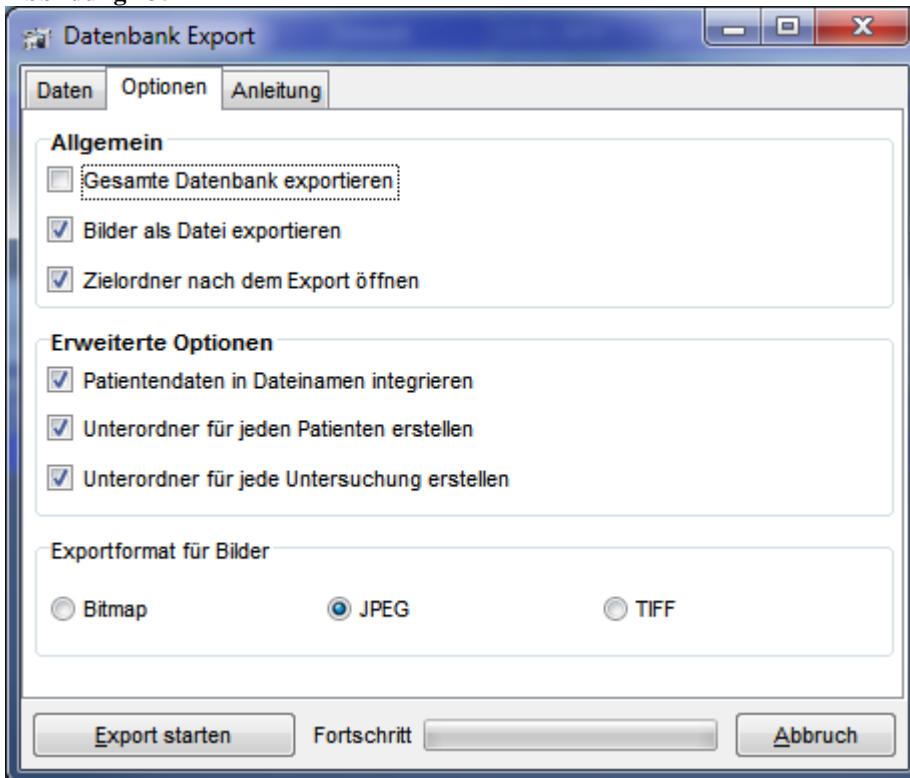 Datenbank Export
Daten Optionen Anleitung
Allgemein
Gesamte Datenbank exportieren
Bilder als Datei exportieren
Zielordner nach dem Export öffnen
Erweiterte Optionen
Patientendaten in Dateinamen integrieren
Unterordner für jeden Patienten erstellen
Unterordner für jede Untersuchung erstellen
Exportformat für Bilder
Bitmap JPEG TIFF
Export starten Fortschritt Abbruch